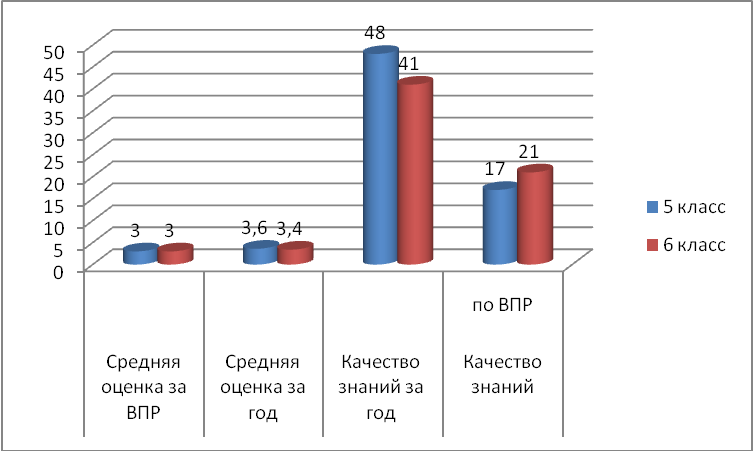 50
45
40
35
30
25
20
15
10
5
0
3
3
3,6
3,4
48
41
17
21
5 класс
6 класс
Средняя
оценка за
ВПР
Средняя
оценка за
год
Качество
знаний за
год
по ВПР
Качество
знаний